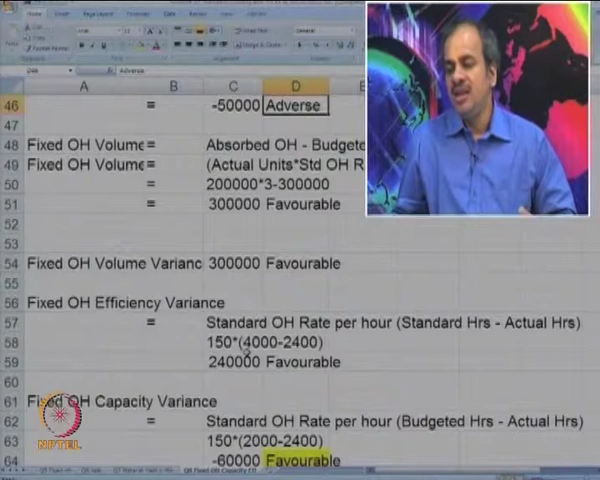 D46 Adverse
A B C D E
46 = -50000 Adverse
47
48 Fixed OH Volume = Absorbed OH - Budgete
49 Fixed OH Volume = (Actual Units*Std OH R
50 = 200000*3-300000
51 = 300000 Favourable
52
53
54 Fixed OH Volume Varianc 300000 Favourable
55
56 Fixed OH Efficiency Variance
57 = Standard OH Rate per hour (Standard Hrs - Actual Hrs)
58 150*(4000-2400)
59 240000 Favourable
60
61 Fixed OH Capacity Variance
62 = Standard OH Rate per hour (Budgeted Hrs - Actual Hrs)
63 150*(2000-2400)
64 -60000 Favourable
NPTEL